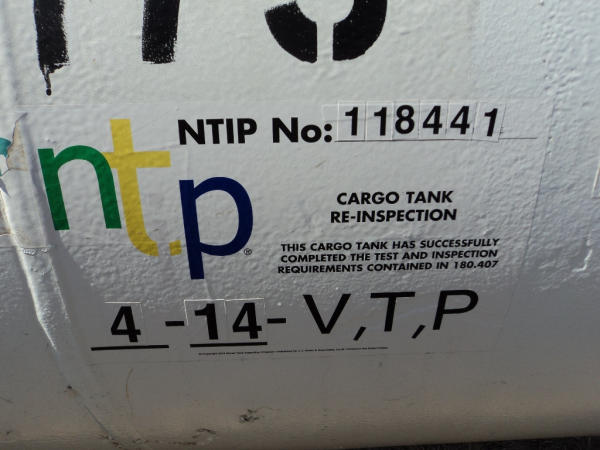 NTIP No: 118441
nt.p®
CARGO TANK
RE-INSPECTION
THIS CARGO TANK HAS SUCCESSFULLY
COMPLETED THE TEST AND INSPECTION
REQUIREMENTS CONTAINED IN 180.407
4-14-V,T,P